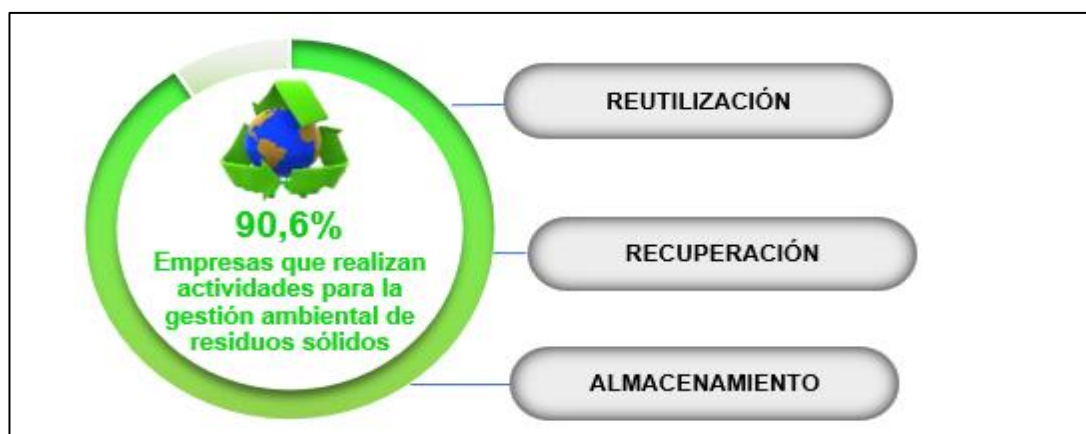 90,6%
Empresas que realizan
actividades para la
gestión ambiental de
residuos sólidos
REUTILIZACIÓN
RECUPERACIÓN
ALMACENAMIENTO